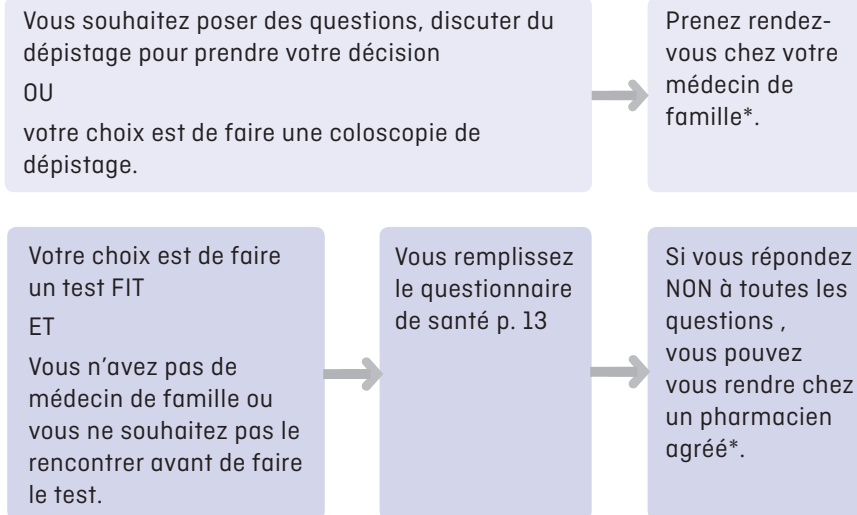 Vous souhaitez poser des questions, discuter du
dépistage pour prendre votre décision
OU
votre choix est de faire une coloscopie de
dépistage.
Prenez rendez-
vous chez votre
médecin de
famille*.
Votre choix est de faire
un test FIT
ET
Vous n’avez pas de
médecin de famille ou
vous ne souhaitez pas le
rencontrer avant de faire
le test.
Vous remplissez
le questionnaire
de santé p. 13
Si vous répondez
NON à toutes les
questions ,
vous pouvez
vous rendre chez
un pharmacien
agréé*.